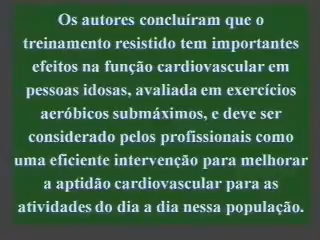 Os autores concluíram que o
treinamento resistido tem importantes
efeitos na função cardiovascular em
pessoas idosas, avaliada em exercícios
aeróbicos submáximos, e deve ser
considerado pelos profissionais como
uma eficiente intervenção para melhorar
a aptidão cardiovascular para as
atividades do dia a dia nessa população.